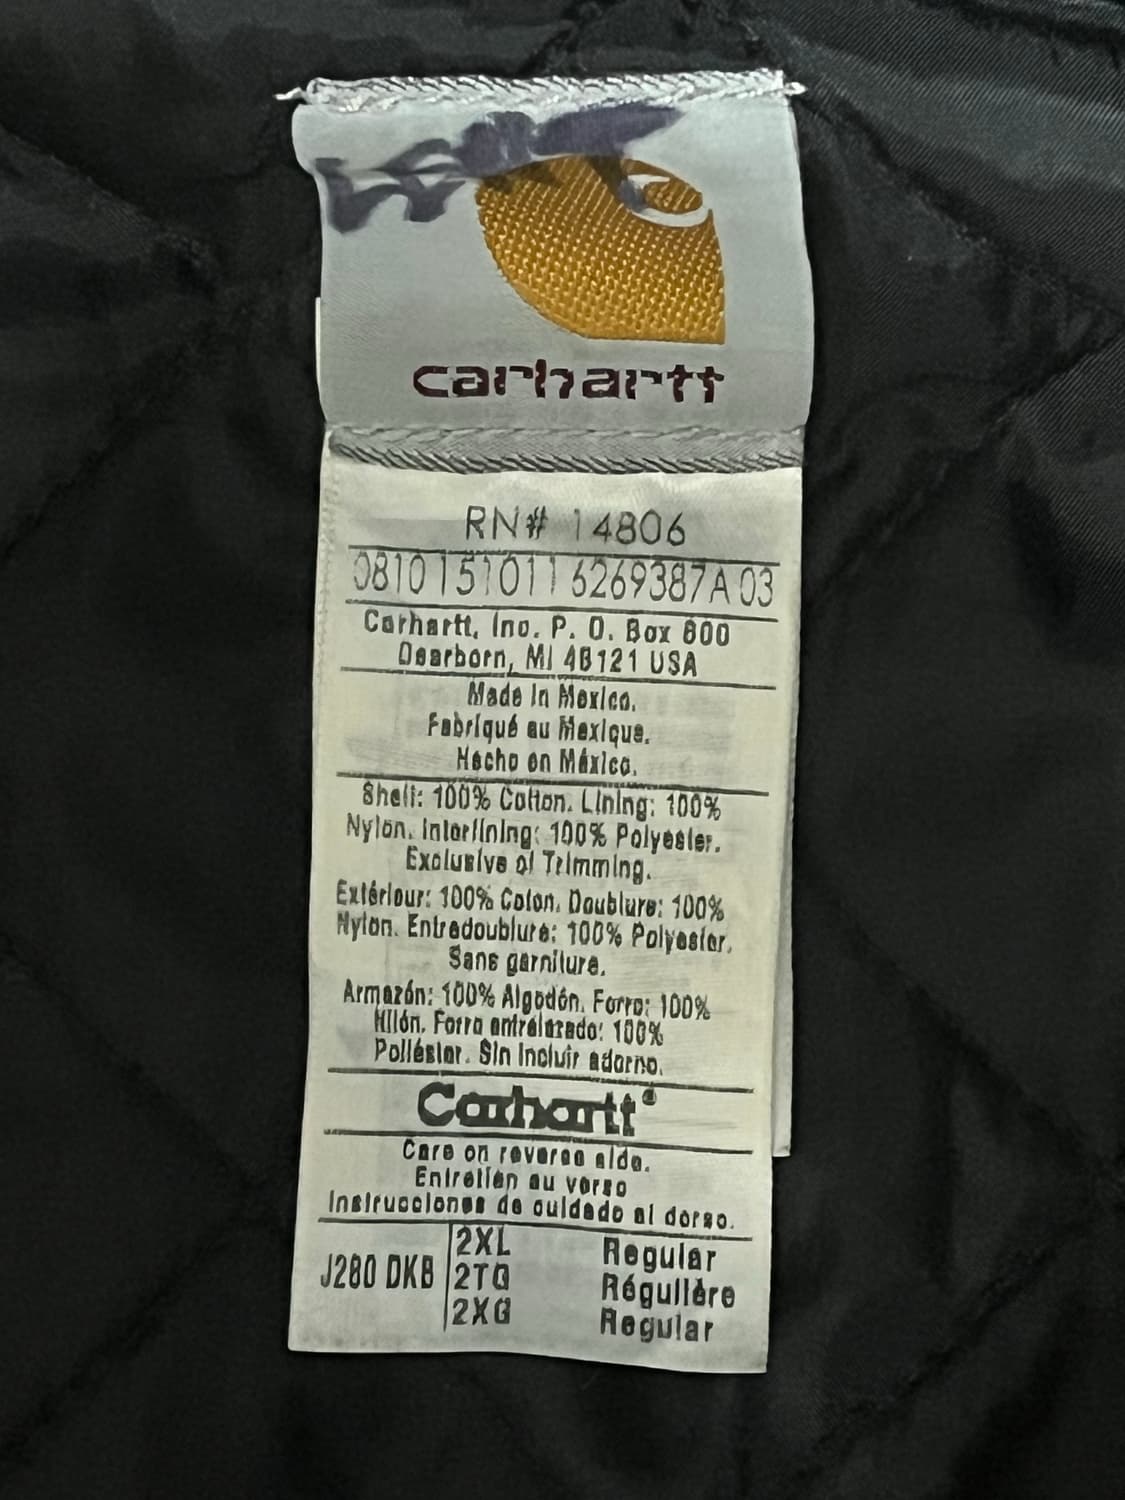 carhartt
RN# 14806
0810 151011 6269387A 03
Carhartt, Inc. P. O. Box 600
Dearborn, MI 48121 USA
Made in Mexico.
Fabriqué au Mexique.
Hecho en México.
Shell: 100% Cotton. Lining: 100%
Nylon. Interlining: 100% Polyester.
Exclusive of Trimming.
Extérieur: 100% Coton. Doublure: 100%
Nylon. Entredoublure: 100% Polyester.
Sans garniture.
Armazón: 100% Algodón. Forro: 100%
Nilón. Forro entrelazado: 100%
Poliéster. Sin incluir adorno.
Carhartt®
Care on reverse side.
Entretien au verso
Instrucciones de cuidado al dorso.
J280 DKB
2XL Regular
2TG Régulière
2XG Regular